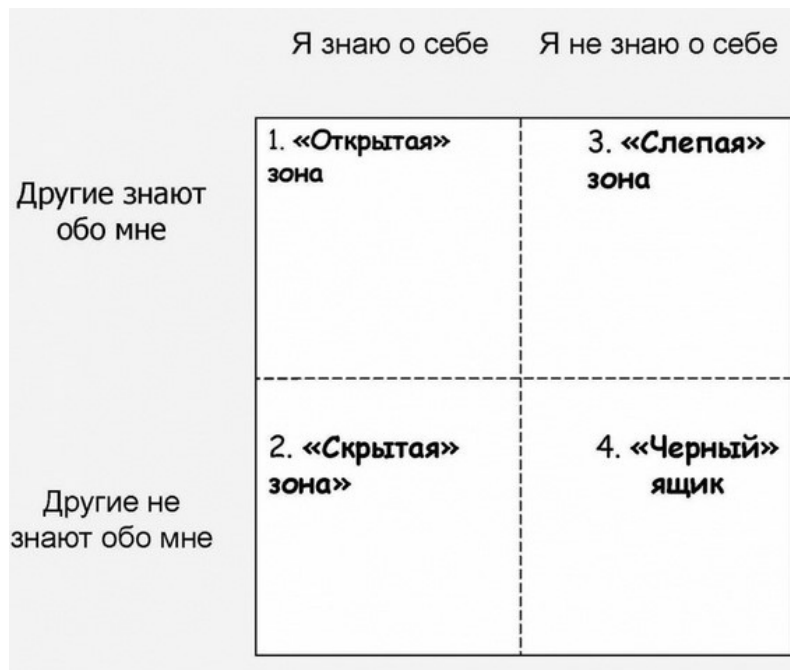 Я знаю о себе
Я не знаю о себе
Другие знают
обо мне
1. «Открытая»
зона
3. «Слепая»
зона
Другие не
знают обо мне
2. «Скрытая»
зона»
4. «Черный»
ящик